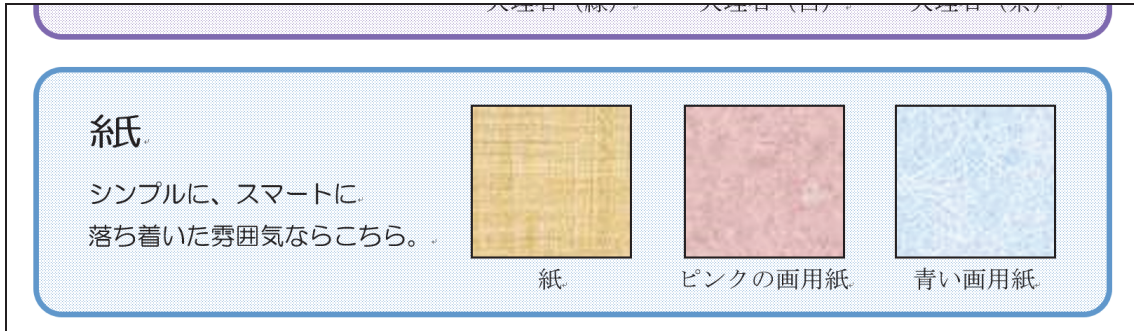 紙
シンプルに、スマートに
落ち着いた雰囲気ならこちら。
紙
ピンクの画用紙
青い画用紙